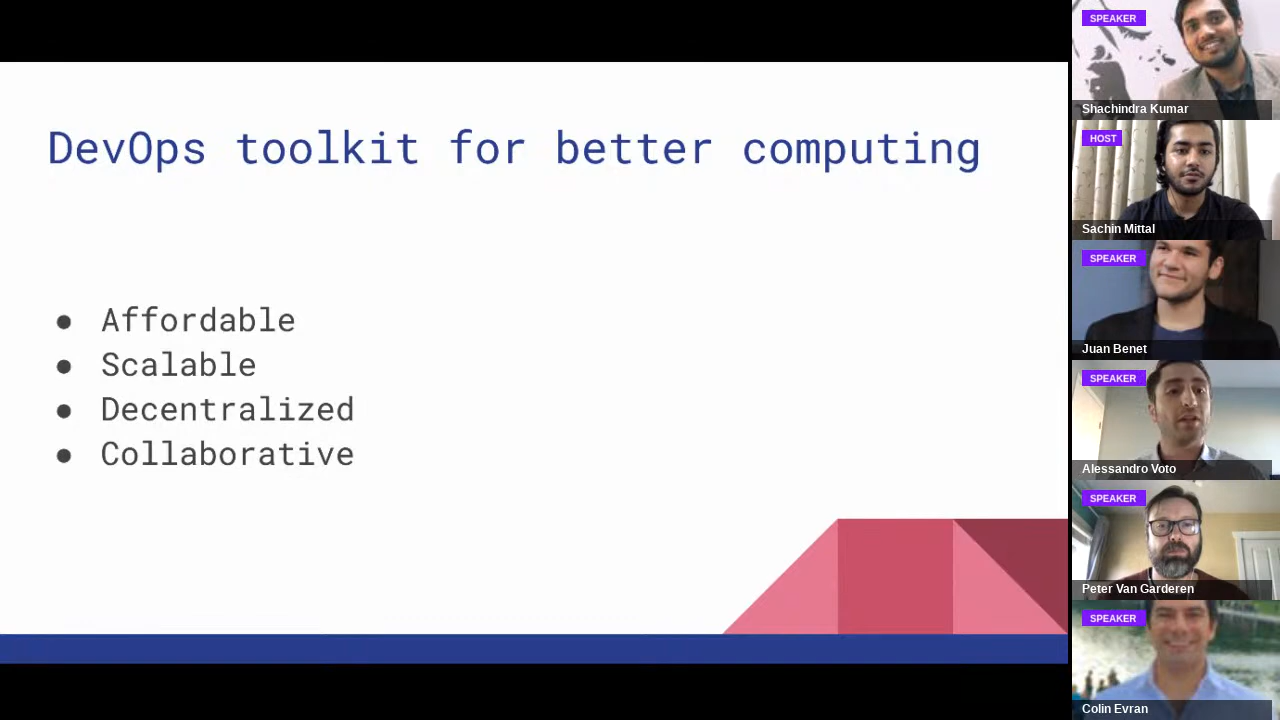 DevOps toolkit for better computing
● Affordable
● Scalable
● Decentralized
● Collaborative
SPEAKER
Shachindra Kumar
HOST
Sachin Mittal
SPEAKER
Juan Benet
SPEAKER
Alessandro Voto
SPEAKER
Peter Van Garderen
SPEAKER
Colin Evran